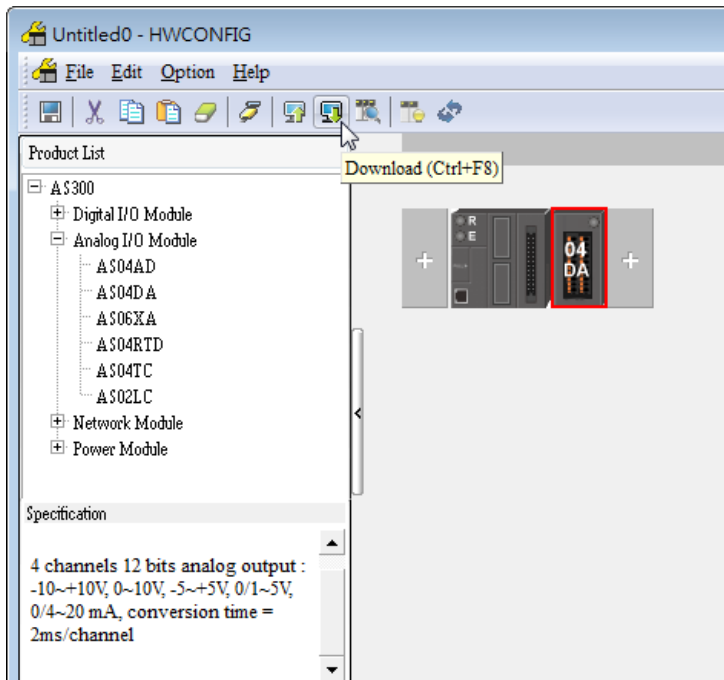 Untitled0 - HWCONFIG
File Edit Option Help
Product List
Download (Ctrl+F8)
AS300
Digital I/O Module
Analog I/O Module
AS04AD
AS04DA
AS06XA
AS04RTD
AS04TC
AS02LC
Network Module
Power Module
R
E
04
DA
Specification
4 channels 12 bits analog output :
-10~+10V, 0~10V, -5~+5V, 0/1~5V,
0/4~20 mA, conversion time =
2ms/channel